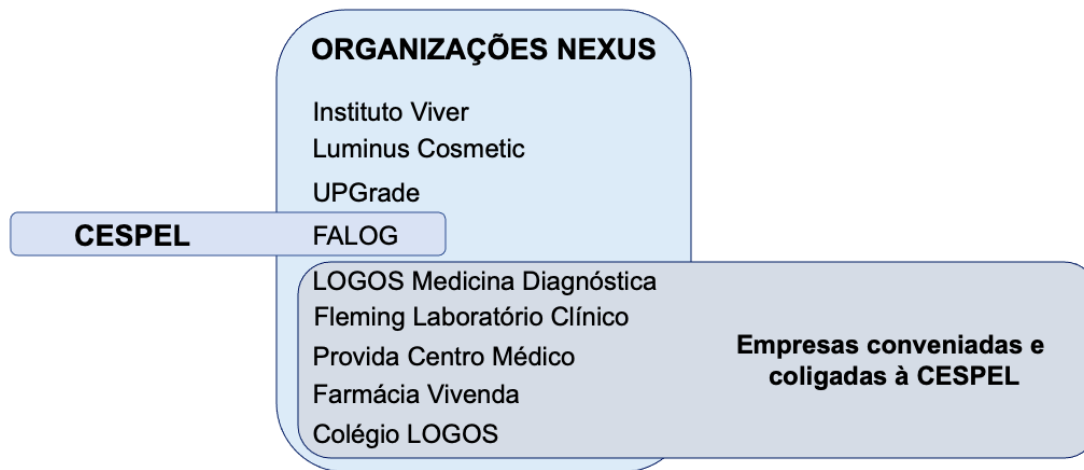 ORGANIZAÇÕES NEXUS
Instituto Viver
Luminus Cosmetic
UPGrade
CESPEL
FALOG
LOGOS Medicina Diagnóstica
Fleming Laboratório Clínico
Provida Centro Médico
Farmácia Vivenda
Colégio LOGOS
Empresas conveniadas e
coligadas à CESPEL